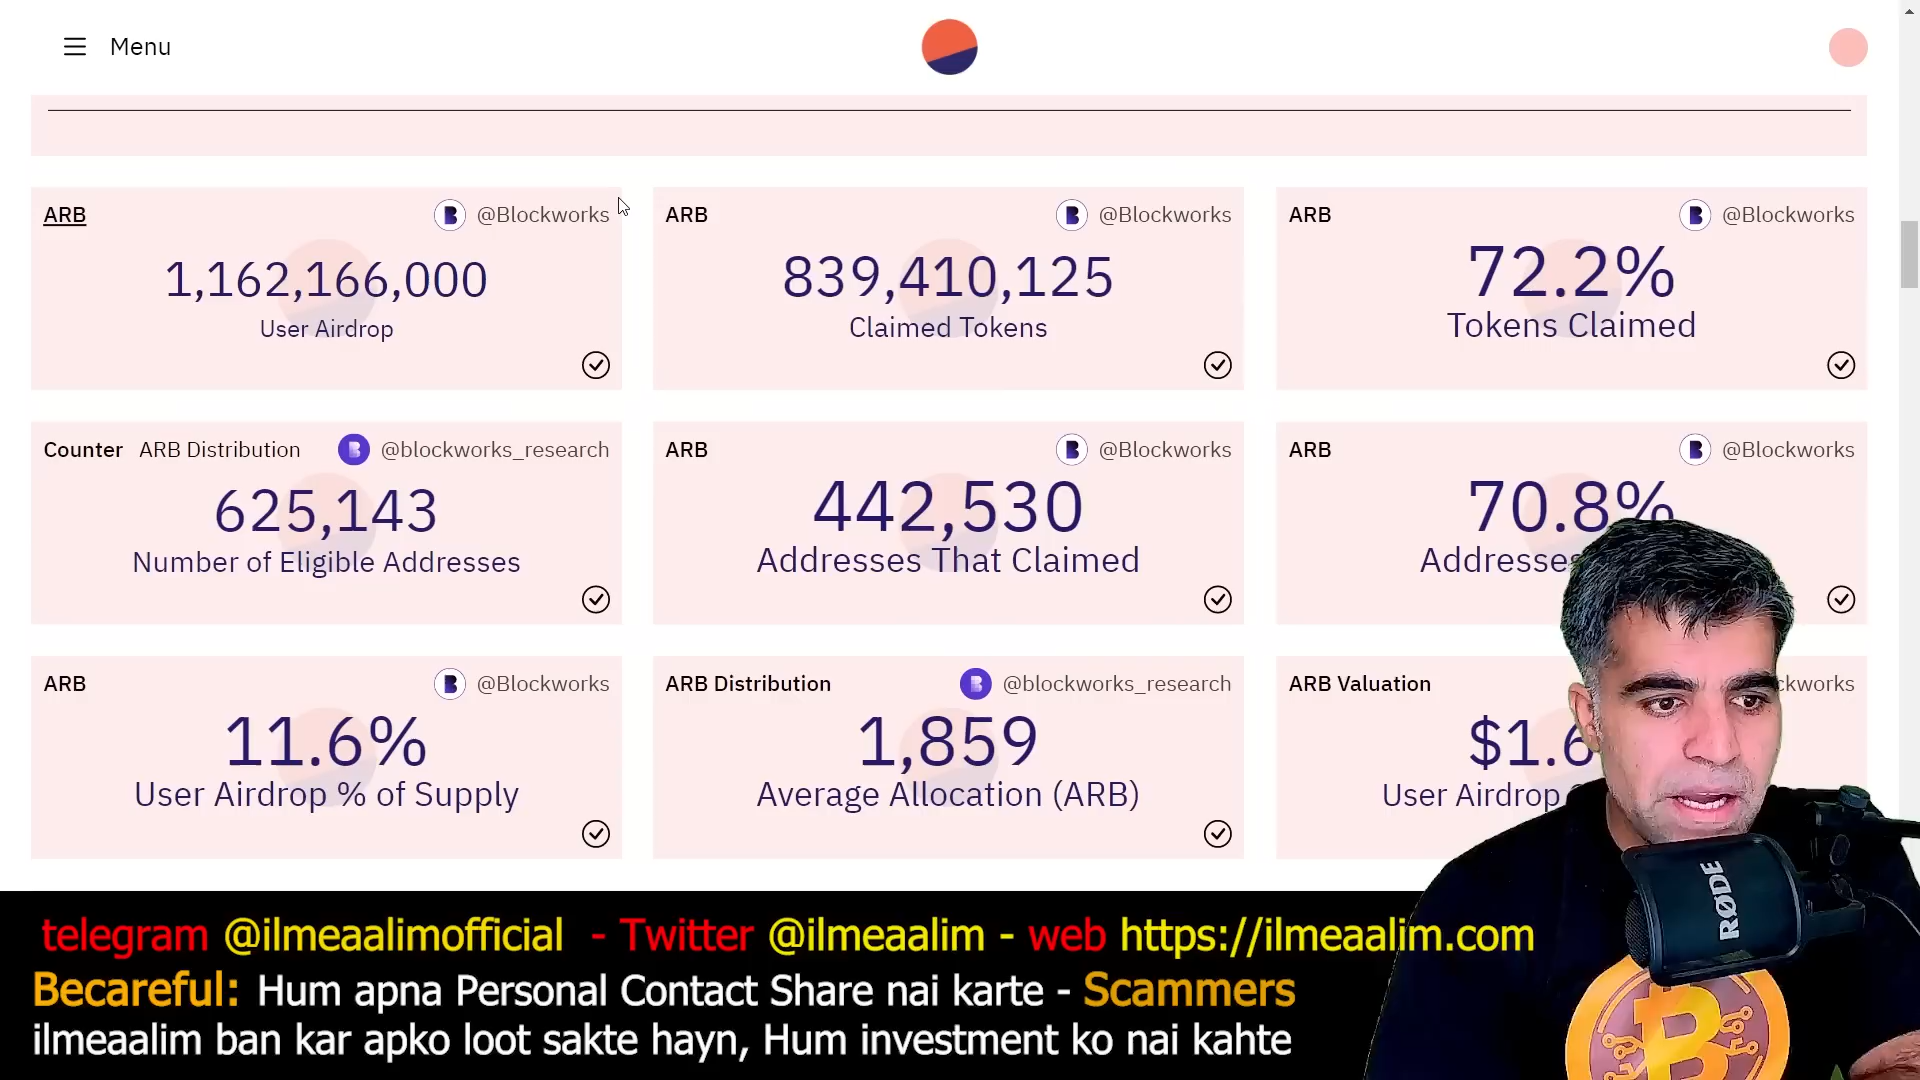 Menu
ARB @Blockworks
1,162,166,000
User Airdrop
ARB @Blockworks
839,410,125
Claimed Tokens
ARB @Blockworks
72.2%
Tokens Claimed
Counter ARB Distribution @blockworks_research
625,143
Number of Eligible Addresses
ARB @Blockworks
442,530
Addresses That Claimed
ARB @Blockworks
70.8%
ARB @Blockworks
11.6%
User Airdrop % of Supply
ARB Distribution @blockworks_research
1,859
Average Allocation (ARB)
ARB Valuation
User Airdrop
RØDE
telegram @ilmeaalimofficial - Twitter @ilmeaalim - web https://ilmeaalim.com
Becareful: Hum apna Personal Contact Share nai karte - Scammers
ilmeaalim ban kar apko loot sakte hayn, Hum investment ko nai kahte